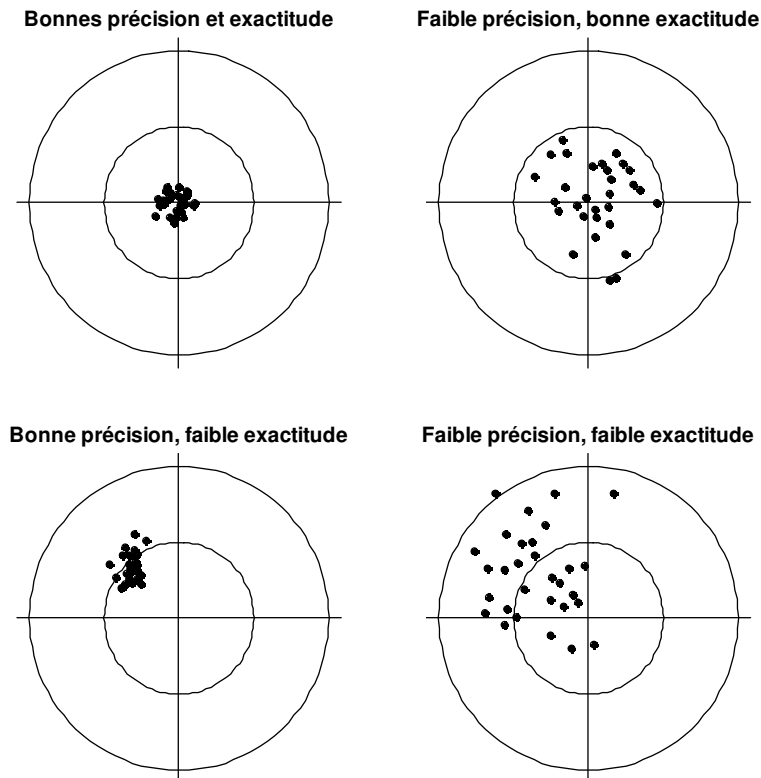 Bonnes précision et exactitude
Faible précision, bonne exactitude
Bonne précision, faible exactitude
Faible précision, faible exactitude